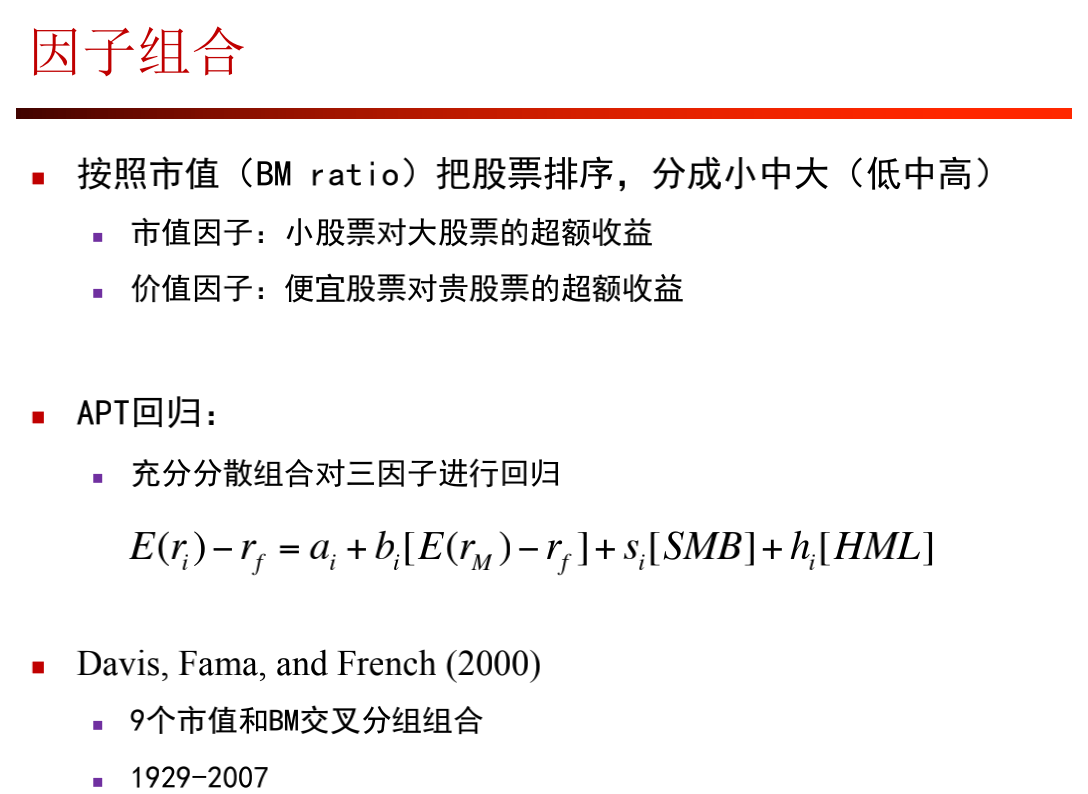 因子组合
按照市值（BM ratio）把股票排序，分成小中大（低中高）
市值因子：小股票对大股票的超额收益
价值因子：便宜股票对贵股票的超额收益
APT回归：
充分分散组合对三因子进行回归
E(r_i) − r_f = a_i + b_i[E(r_M) − r_f] + s_i[SMB] + h_i[HML]
Davis, Fama, and French (2000)
9个市值和BM交叉分组组合
1929-2007